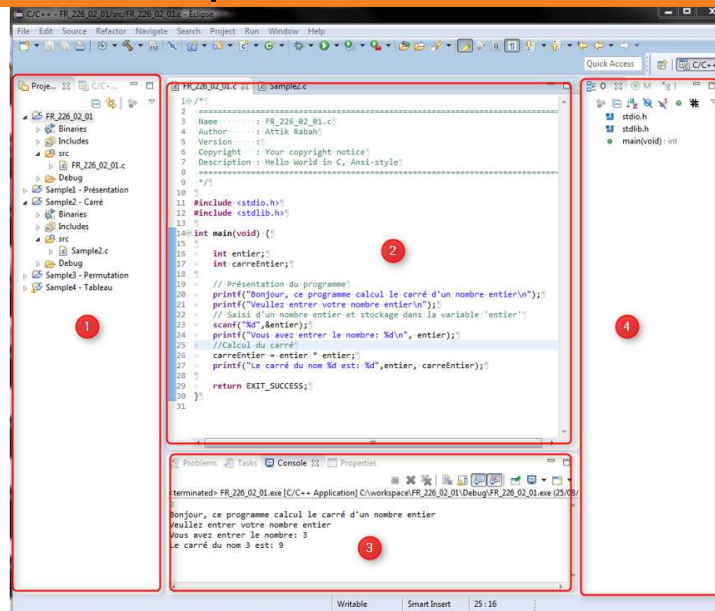 C/C++ - FR_226_02_01/src/FR_226_02_01.c - Eclipse
File Edit Source Refactor Navigate Search Project Run Window Help
Quick Access
C/C++
Proje...
C/C+...
FR_226_02_01
Binaries
Includes
src
FR_226_02_01.c
Debug
Sample1 - Présentation
Sample2 - Carré
Binaries
Includes
src
Sample2.c
Debug
Sample3 - Permutation
Sample4 - Tableau
1
FR_226_02_01.c
Sample2.c
1 /*
2 ============================================================================
3 Name : FR_226_02_01.c
4 Author : Attik Rabah
5 Version :
6 Copyright : Your copyright notice
7 Description : Hello World in C, Ansi-style
8 ============================================================================
9 */
10
11 #include <stdio.h>
12 #include <stdlib.h>
13
14 int main(void) {
15
16 int entier;
17 int carreEntier;
18
19 // Présentation du programme
20 printf("Bonjour, ce programme calcul le carré d'un nombre entier\n");
21 printf("Veullez entrer votre nombre entier\n");
22 // Saisi d'un nombre entier et stockage dans la variable 'entier'
23 scanf("%d",&entier);
24 printf("Vous avez entrer le nombre: %d\n", entier);
25 //Calcul du carré
26 carreEntier = entier * entier;
27 printf("Le carré du nom %d est: %d",entier, carreEntier);
28
29 return EXIT_SUCCESS;
30 }
31
2
Problems Tasks Console Properties
<terminated> FR_226_02_01.exe [C/C++ Application] C:\workspace\FR_226_02_01\Debug\FR_226_02_01.exe (25/08/
3
Bonjour, ce programme calcul le carré d'un nombre entier
Veullez entrer votre nombre entier
Vous avez entrer le nombre: 3
Le carré du nom 3 est: 9
3
O
M
1
stdio.h
stdlib.h
main(void) : int
4
Writable Smart Insert 25 : 16